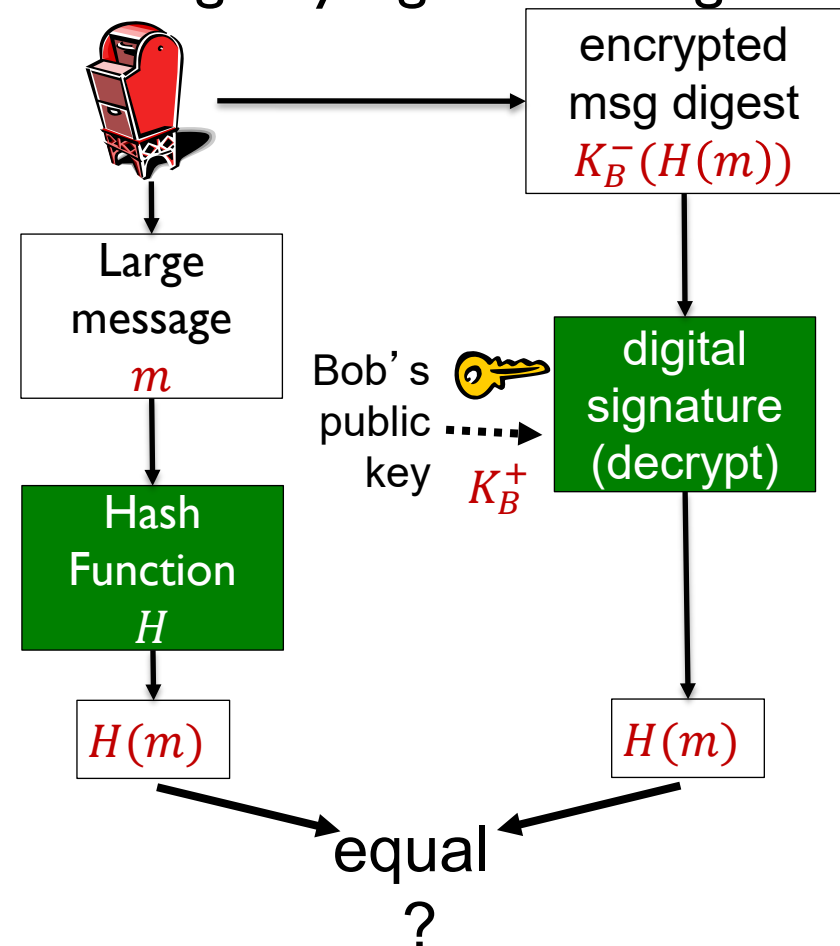 encrypted
msg digest
K_B^-(H(m))
Large
message
m
Bob's
public
key
K_B^+
digital
signature
(decrypt)
Hash
Function
H
H(m)
H(m)
equal
?